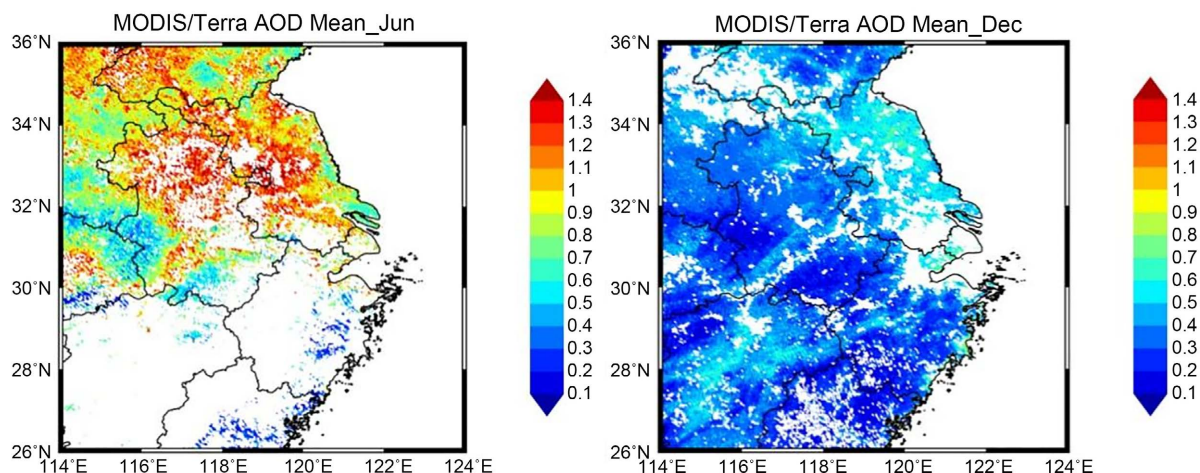 MODIS/Terra AOD Mean_Jun
36°N
34°N
32°N
30°N
28°N
26°N
114°E 116°E 118°E 120°E 122°E 124°E
1.4
1.3
1.2
1.1
1
0.9
0.8
0.7
0.6
0.5
0.4
0.3
0.2
0.1
MODIS/Terra AOD Mean_Dec
36°N
34°N
32°N
30°N
28°N
26°N
114°E 116°E 118°E 120°E 122°E 124°E
1.4
1.3
1.2
1.1
1
0.9
0.8
0.7
0.6
0.5
0.4
0.3
0.2
0.1